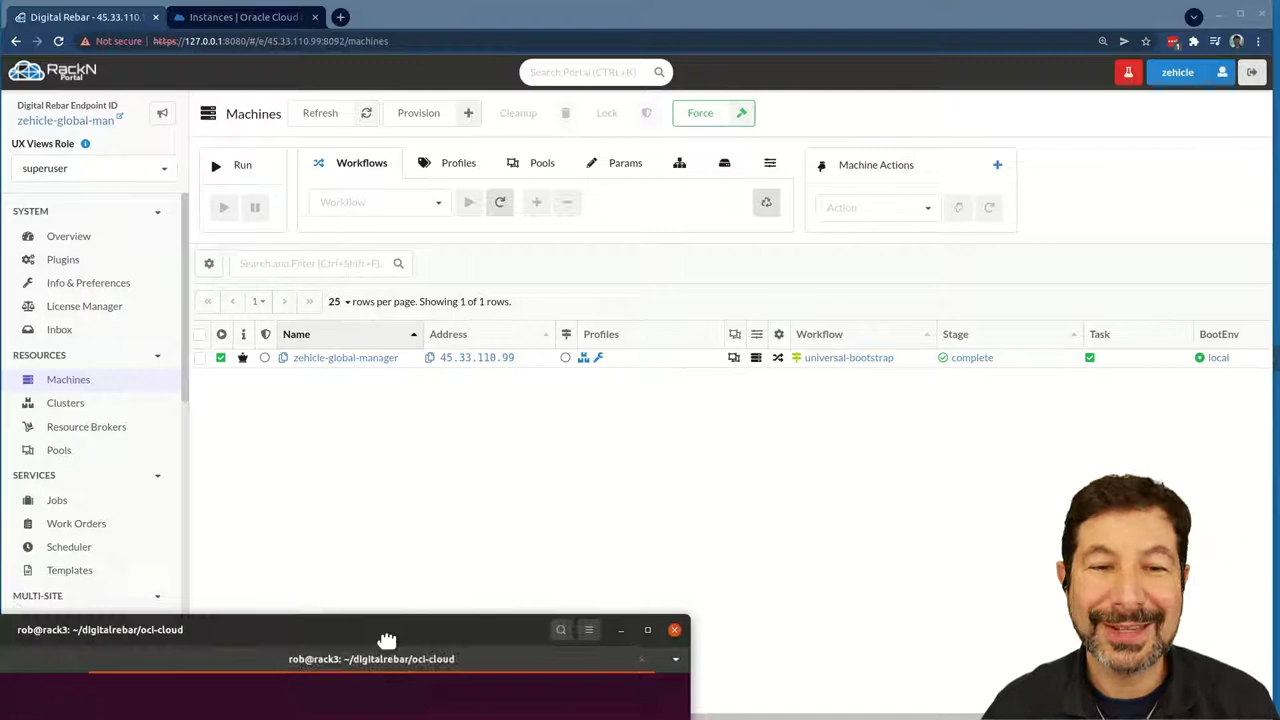 Digital Rebar - 45.33.110.
Instances | Oracle Cloud I
Not secure
https://127.0.0.1:8080/#/e/45.33.110.99:8092/machines
RackN
Portal
Search Portal (CTRL+K)
zehicle
Digital Rebar Endpoint ID
zehicle-global-man
UX Views Role
superuser
SYSTEM
Overview
Plugins
Info & Preferences
License Manager
Inbox
RESOURCES
Machines
Clusters
Resource Brokers
Pools
SERVICES
Jobs
Work Orders
Scheduler
Templates
MULTI-SITE
Machines
Refresh
Provision
Cleanup
Lock
Force
Run
Workflows
Profiles
Pools
Params
Workflow
Machine Actions
Action
Search and Filter (Ctrl+Shift+F).
1
25 rows per page. Showing 1 of 1 rows.
Name Address Profiles Workflow Stage Task BootEnv
zehicle-global-manager 45.33.110.99 universal-bootstrap complete local
rob@rack3: ~/digitalrebar/oci-cloud
rob@rack3: ~/digitalrebar/oci-cloud